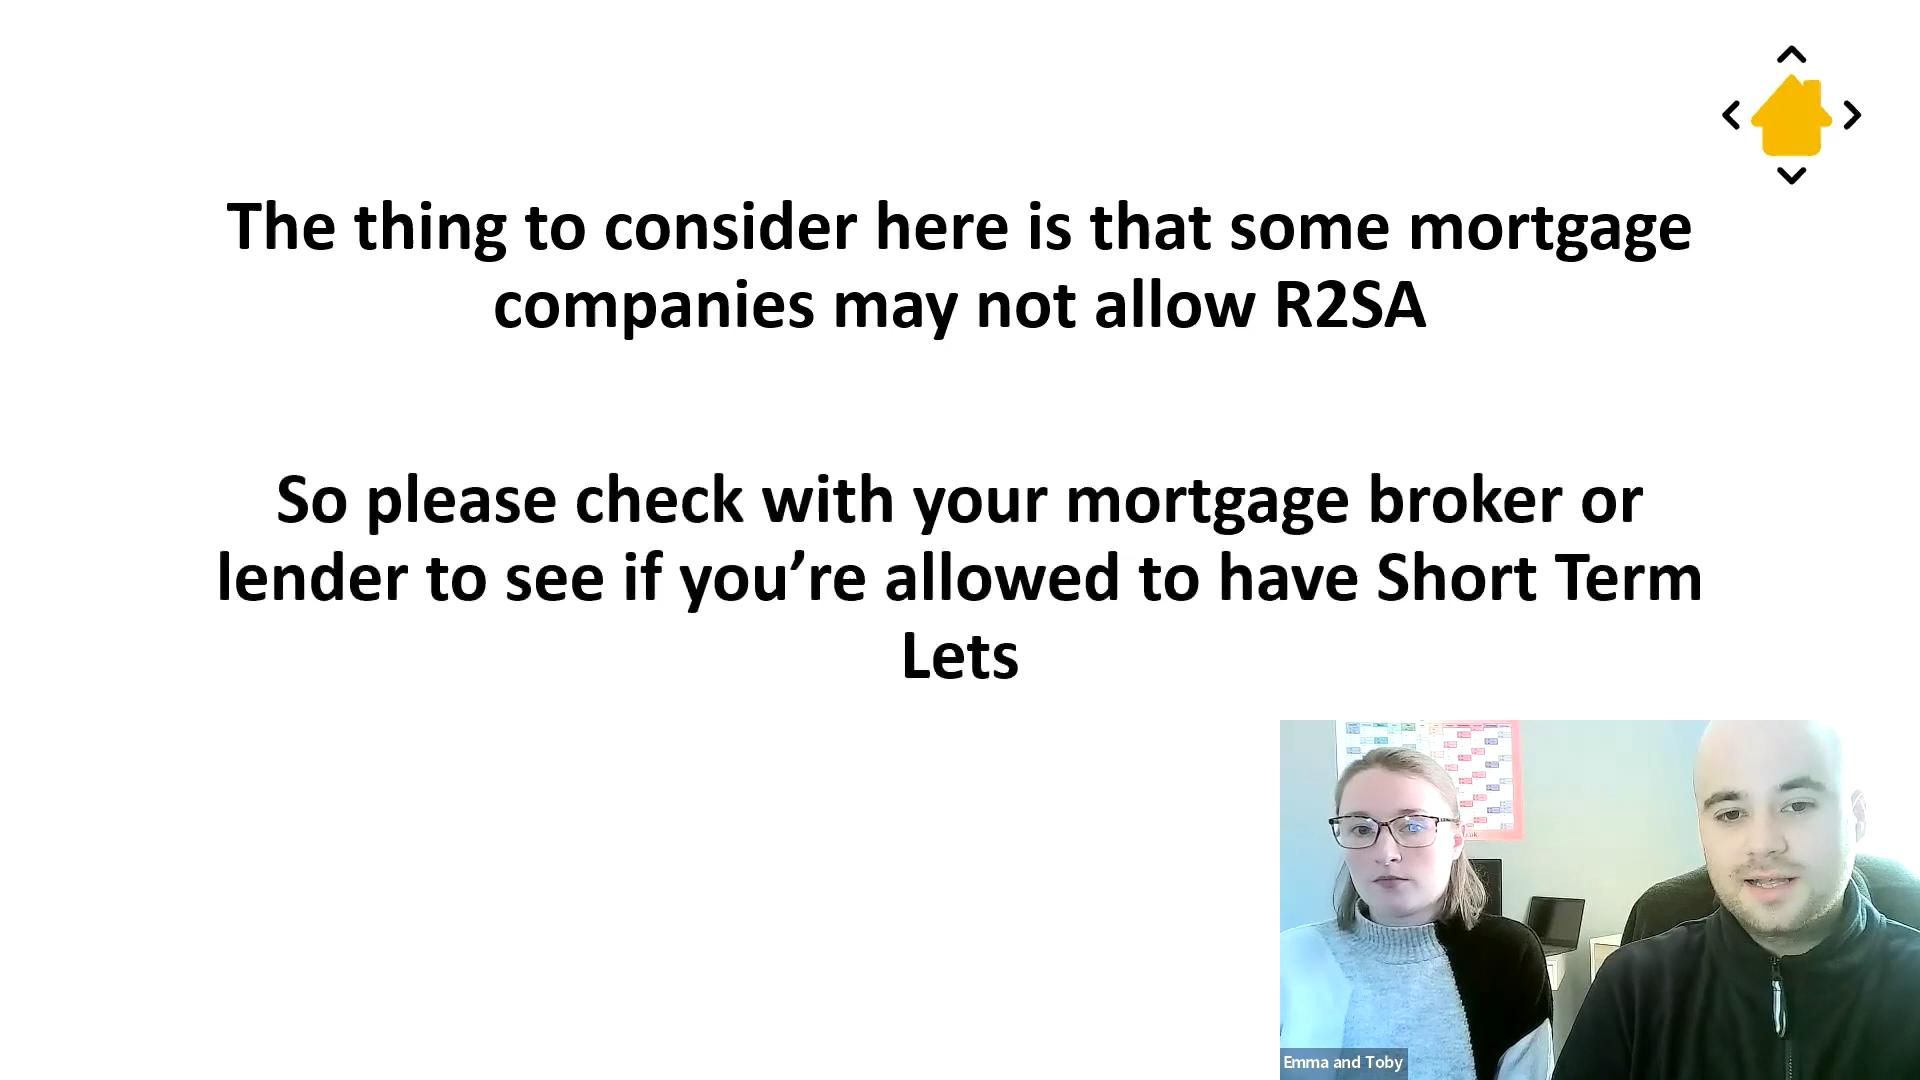 The thing to consider here is that some mortgage
companies may not allow R2SA
So please check with your mortgage broker or
lender to see if you’re allowed to have Short Term
Lets
Emma and Toby